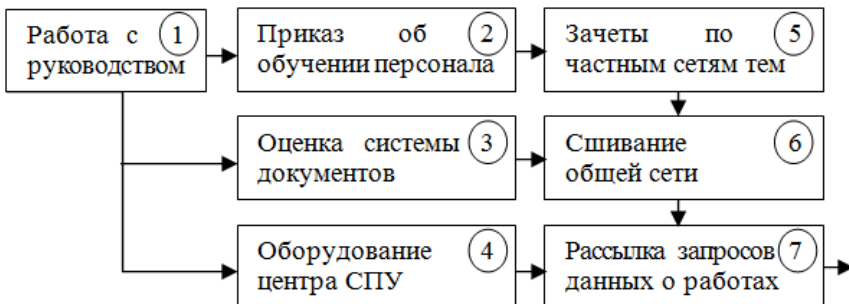 Работа с 1
руководством
Приказ об 2
обучении персонала
Зачеты по 5
частным сетям тем
Оценка системы 3
документов
Сшивание 6
общей сети
Оборудование 4
центра СПУ
Рассылка запросов 7
данных о работах